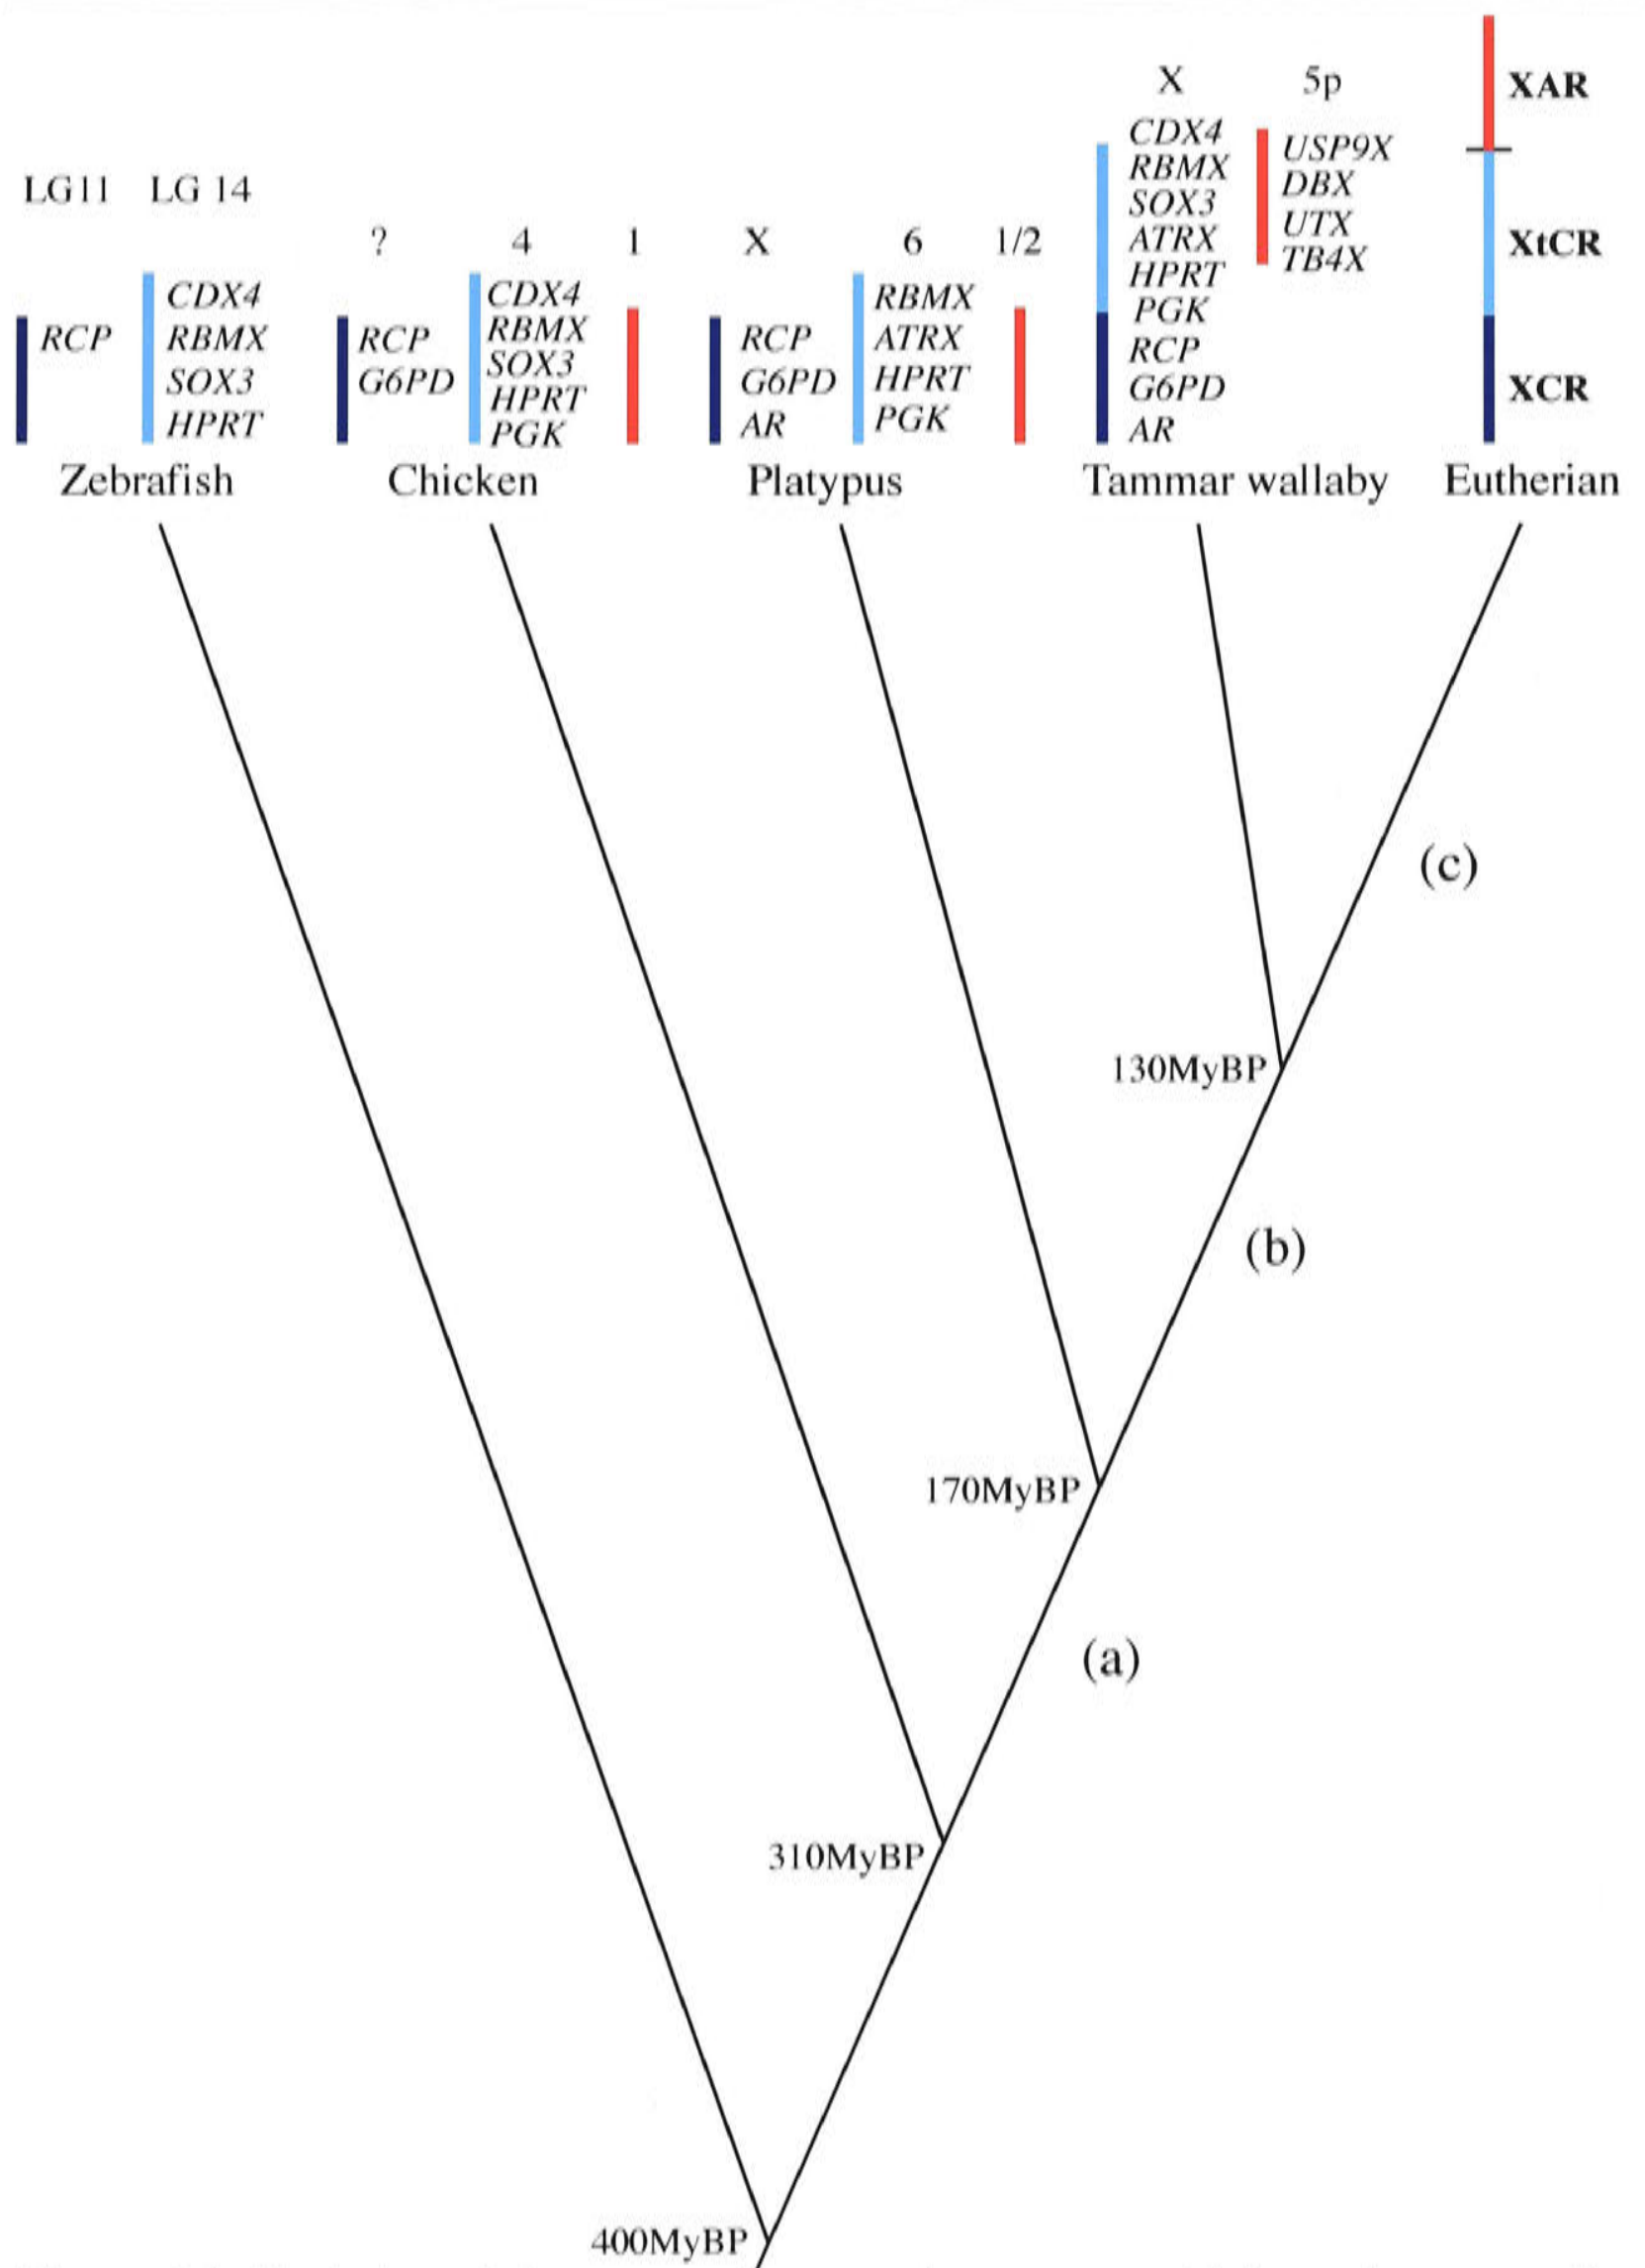 XAR
X 5p
CDX4
RBMX
SOX3
ATRX
HPRT
PGK
RCP
G6PD
AR
USP9X
DBX
UTX
TB4X
LG11 LG 14
XtCR
? 4 1 X 6 1/2
RCP
CDX4
RBMX
SOX3
HPRT
RCP
G6PD
CDX4
RBMX
SOX3
HPRT
PGK
RCP
G6PD
AR
RBMX
ATRX
HPRT
PGK
XCR
Zebrafish Chicken Platypus Tammar wallaby Eutherian
(c)
130MyBP
(b)
170MyBP
(a)
310MyBP
400MyBP